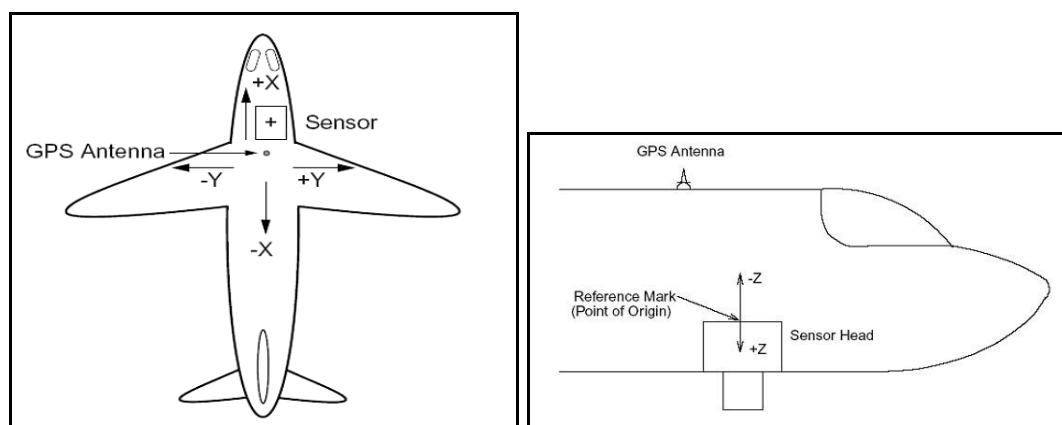 +X
+
Sensor
GPS Antenna
-Y
+Y
-X
GPS Antenna
-Z
Reference Mark
(Point of Origin)
Sensor Head
+Z